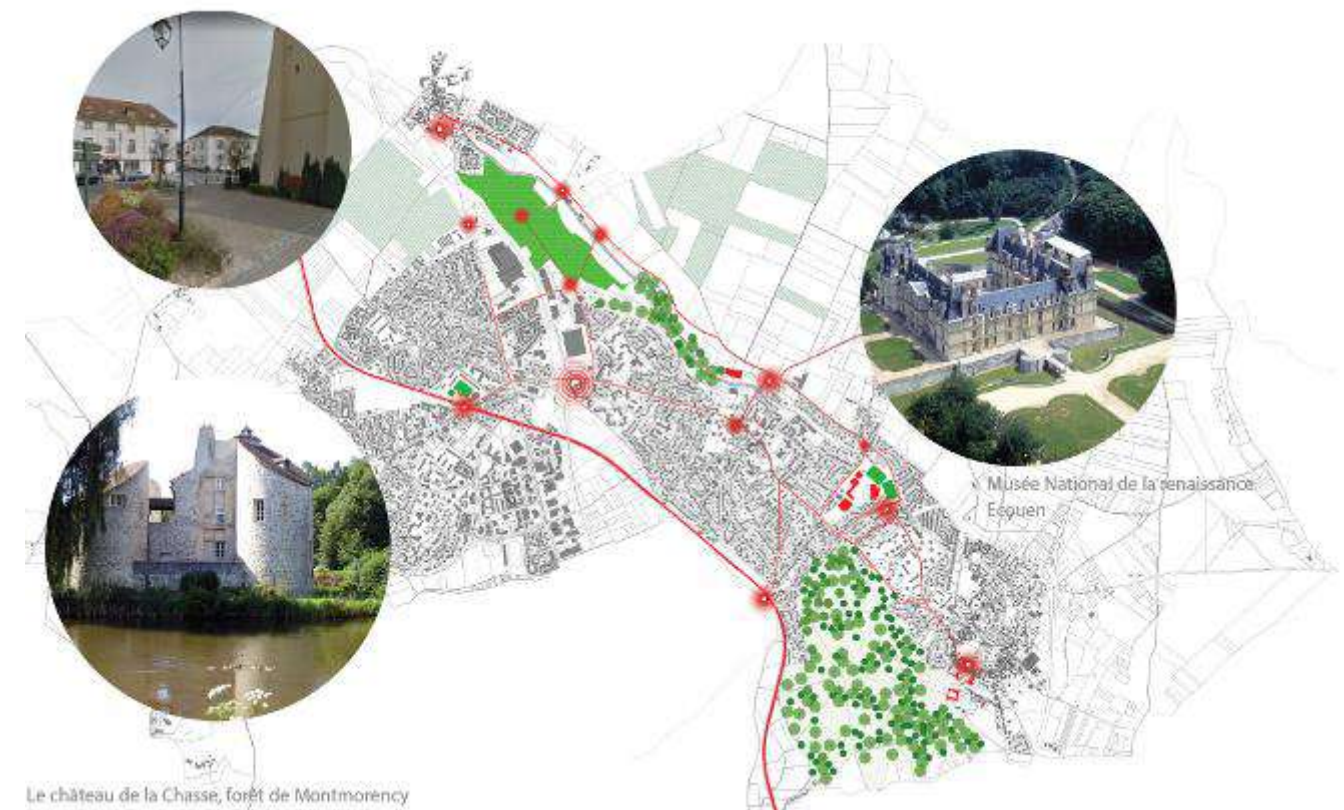 Musée National de la renaissance
Ecouen
Le château de la Chasse, forêt de Montmorency